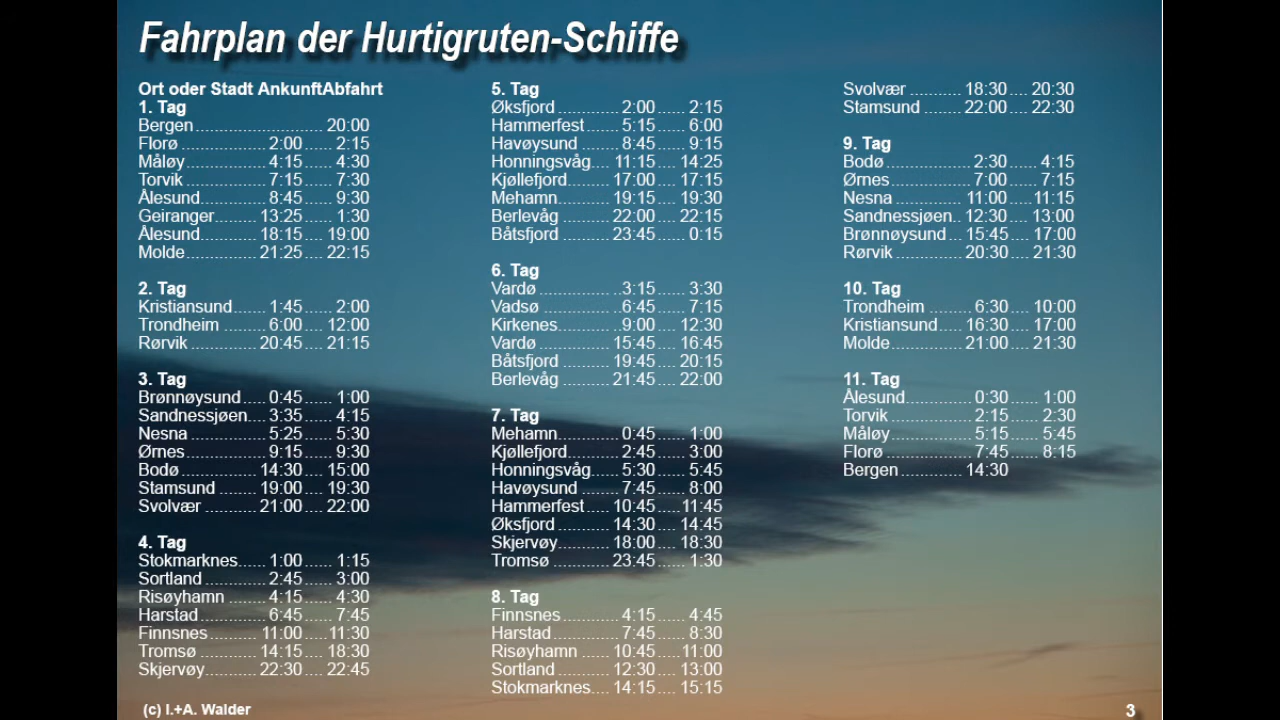 Fahrplan der Hurtigruten-Schiffe
Ort oder Stadt AnkunftAbfahrt
1. Tag
Bergen............................ 20:00
Florø .................... 2:00 ...... 2:15
Måløy .................. 4:15 ...... 4:30
Torvik ................... 7:15 ...... 7:30
Ålesund............... 8:45 ...... 9:30
Geiranger......... 13:25 ...... 1:30
Ålesund............. 18:15 .... 19:00
Molde................ 21:25 .... 22:15
2. Tag
Kristiansund........ 1:45 ...... 2:00
Trondheim .......... 6:00 .... 12:00
Rørvik ............... 20:45 .... 21:15
3. Tag
Brønnøysund ..... 0:45 ...... 1:00
Sandnessjøen.... 3:35 ...... 4:15
Nesna ................. 5:25 ...... 5:30
Ørnes .................. 9:15 ...... 9:30
Bodø ................. 14:30 .... 15:00
Stamsund ......... 19:00 .... 19:30
Svolvær ............ 21:00 .... 22:00
4. Tag
Stokmarknes...... 1:00 ...... 1:15
Sortland .............. 2:45 ...... 3:00
Risøyhamn ......... 4:15 ...... 4:30
Harstad ............... 6:45 ...... 7:45
Finnsnes........... 11:00 .... 11:30
Tromsø ............. 14:15 .... 18:30
Skjervøy............ 22:30 .... 22:45
5. Tag
Øksfjord .............. 2:00 ...... 2:15
Hammerfest ........ 5:15 ...... 6:00
Havøysund ......... 8:45 ...... 9:15
Honningsvåg.... 11:15 .... 14:25
Kjøllefjord.......... 17:00 .... 17:15
Mehamn............ 19:15 .... 19:30
Berlevåg ........... 22:00 .... 22:15
Båtsfjord ........... 23:45 ...... 0:15
6. Tag
Vardø .................. 3:15 ...... 3:30
Vadsø ................. 6:45 ...... 7:15
Kirkenes.............. 9:00 .... 12:30
Vardø ................ 15:45 .... 16:45
Båtsfjord ........... 19:45 .... 20:15
Berlevåg ........... 21:45 .... 22:00
7. Tag
Mehamn.............. 0:45 ...... 1:00
Kjøllefjord............ 2:45 ...... 3:00
Honningsvåg....... 5:30 ...... 5:45
Havøysund ......... 7:45 ...... 8:00
Hammerfest ...... 10:45 .... 11:45
Øksfjord ............ 14:30 .... 14:45
Skjervøy............ 18:00 .... 18:30
Tromsø ............. 23:45 ...... 1:30
8. Tag
Finnsnes............. 4:15 ...... 4:45
Harstad ............... 7:45 ...... 8:30
Risøyhamn ....... 10:45 .... 11:00
Sortland ............ 12:30 .... 13:00
Stokmarknes.... 14:15 .... 15:15
Svolvær ............ 18:30 .... 20:30
Stamsund ......... 22:00 .... 22:30
9. Tag
Bodø ................... 2:30 ...... 4:15
Ørnes .................. 7:00 ...... 7:15
Nesna ............... 11:00 .... 11:15
Sandnessjøen.. 12:30 .... 13:00
Brønnøysund ... 15:45 .... 17:00
Rørvik ............... 20:30 .... 21:30
10. Tag
Trondheim .......... 6:30 .... 10:00
Kristiansund...... 16:30 .... 17:00
Molde................ 21:00 .... 21:30
11. Tag
Ålesund............... 0:30 ...... 1:00
Torvik ................... 2:15 ...... 2:30
Måløy .................. 5:15 ...... 5:45
Florø .................... 7:45 ...... 8:15
Bergen .............. 14:30
(c) I.+A. Walder
3